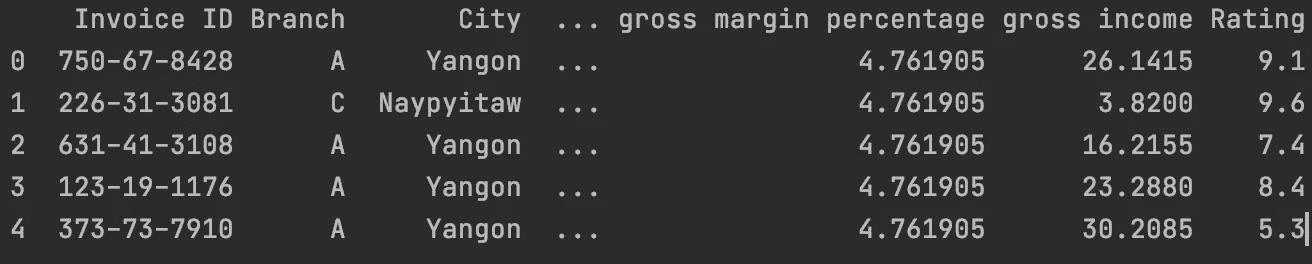 Invoice ID Branch City ... gross margin percentage gross income Rating
0 750-67-8428 A Yangon ... 4.761905 26.1415 9.1
1 226-31-3081 C Naypyitaw ... 4.761905 3.8200 9.6
2 631-41-3108 A Yangon ... 4.761905 16.2155 7.4
3 123-19-1176 A Yangon ... 4.761905 23.2880 8.4
4 373-73-7910 A Yangon ... 4.761905 30.2085 5.3